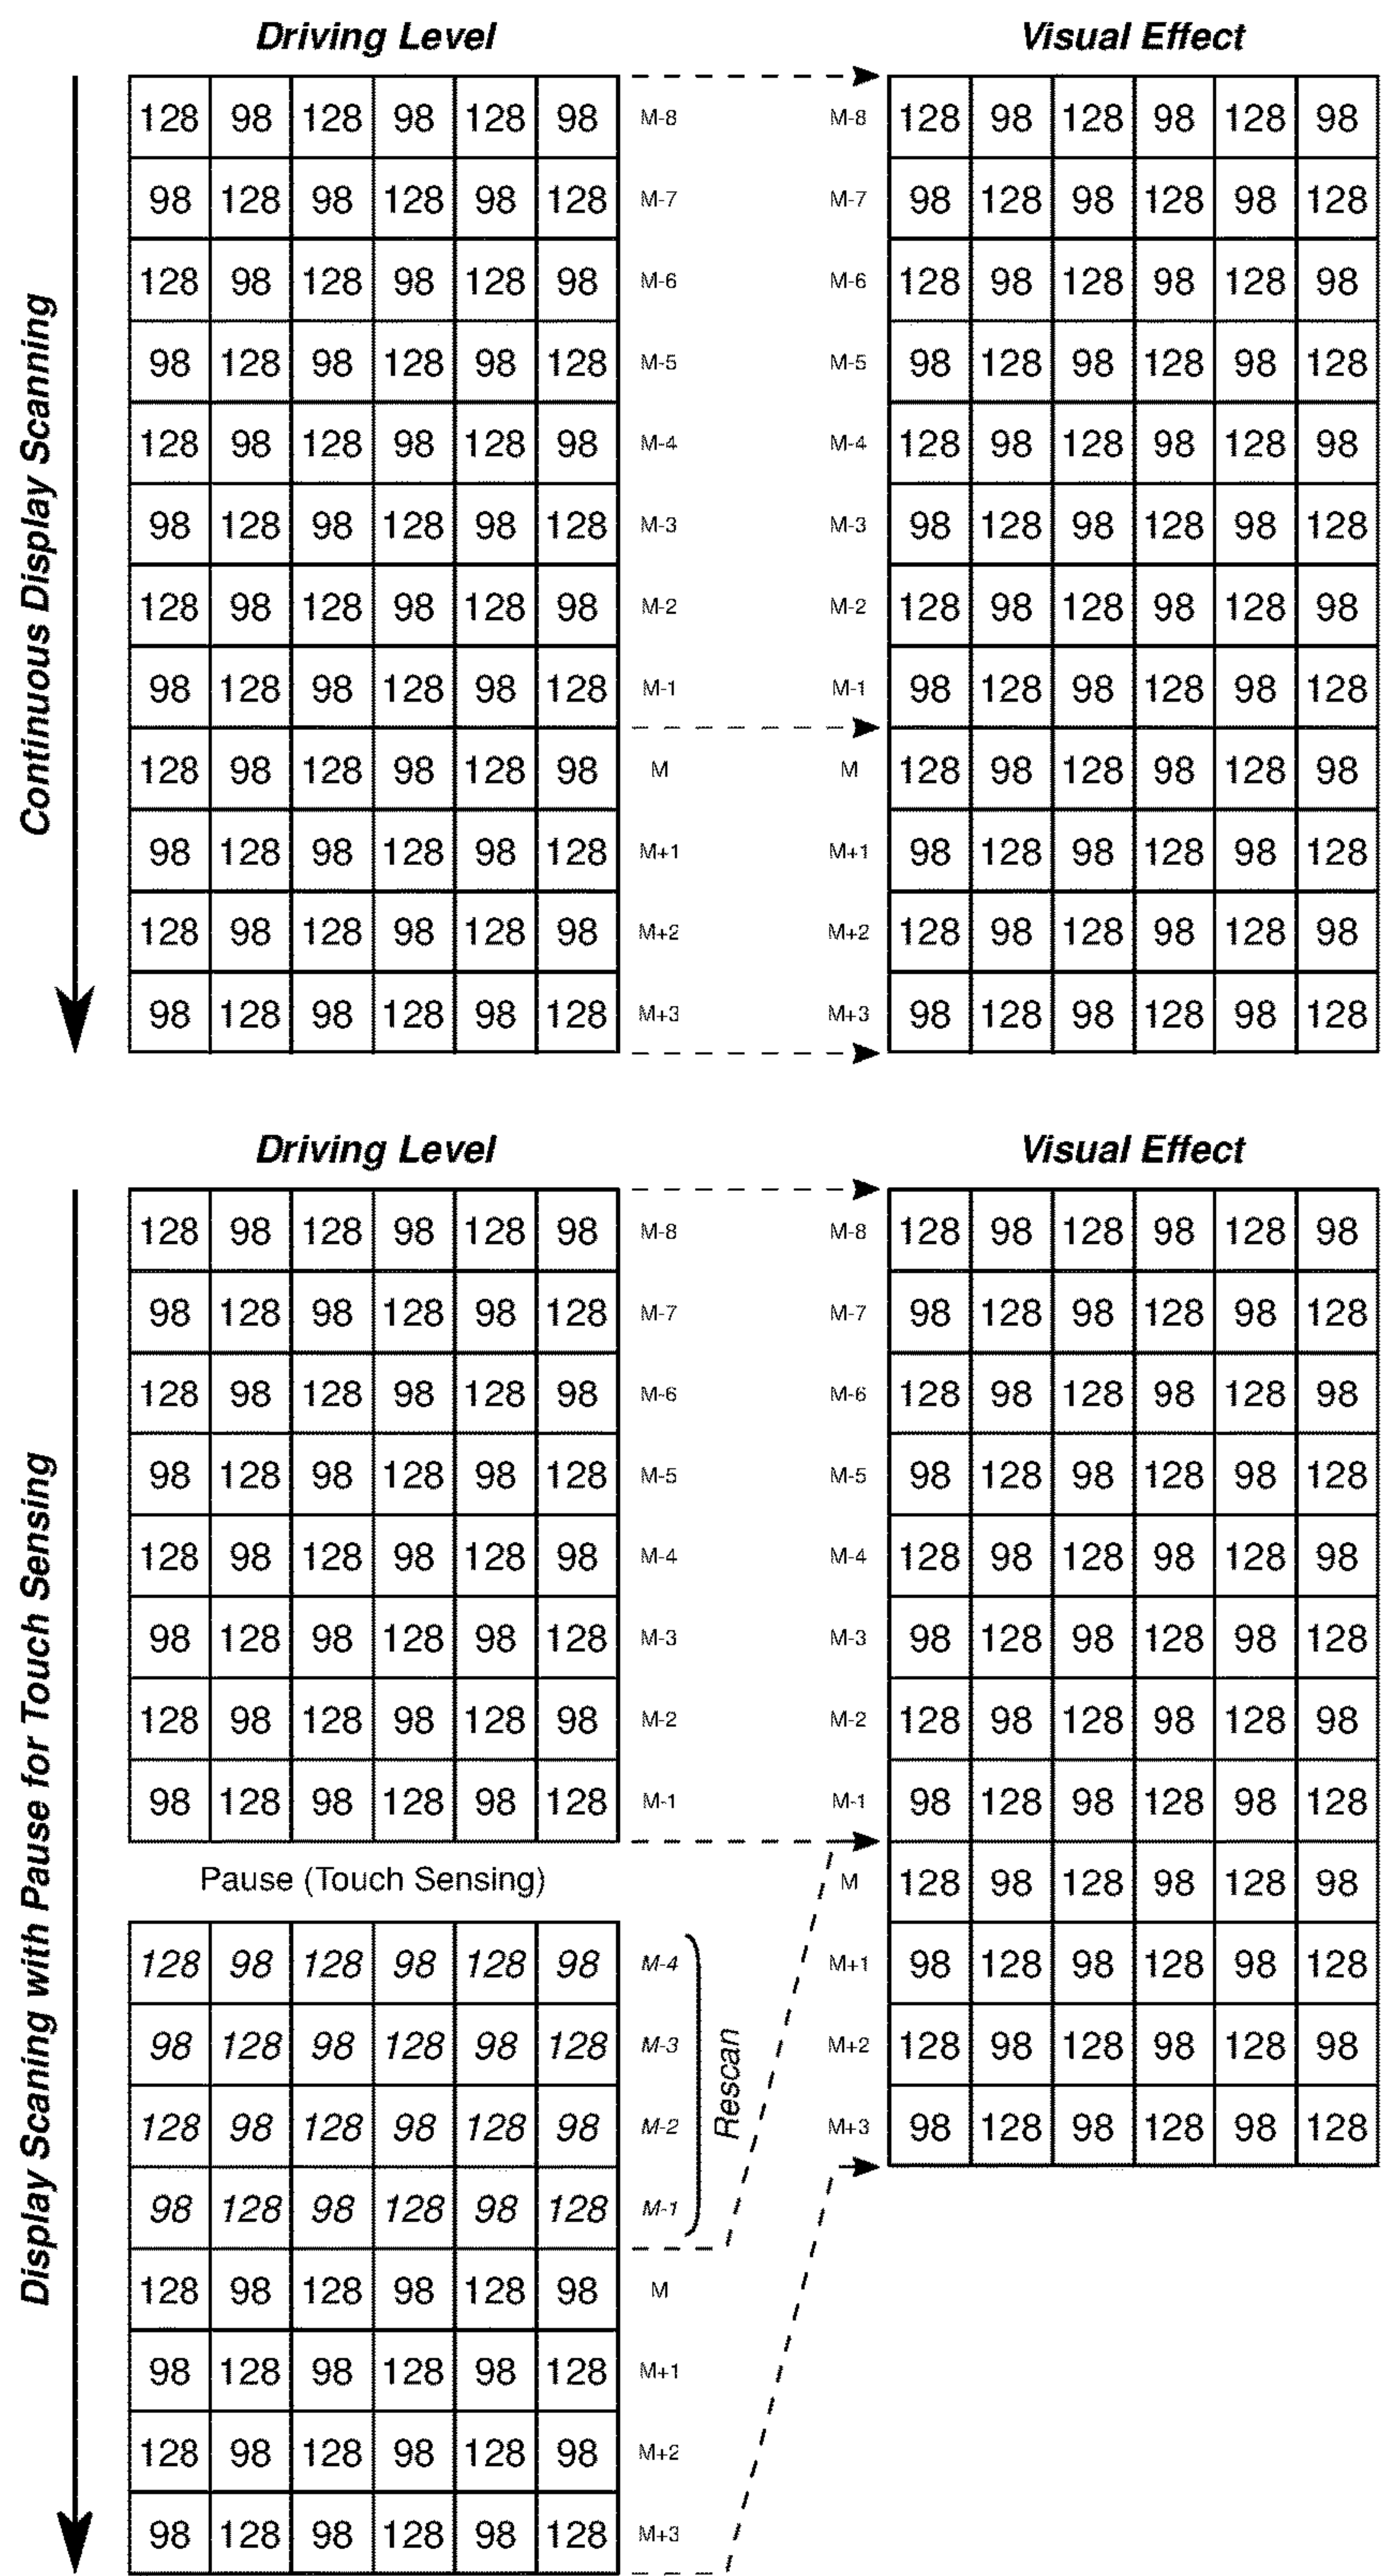 Driving Level Visual Effect
Continuous Display Scanning
128 98 128 98 128 98 M-8 M-8 128 98 128 98 128 98
98 128 98 128 98 128 M-7 M-7 98 128 98 128 98 128
128 98 128 98 128 98 M-6 M-6 128 98 128 98 128 98
98 128 98 128 98 128 M-5 M-5 98 128 98 128 98 128
128 98 128 98 128 98 M-4 M-4 128 98 128 98 128 98
98 128 98 128 98 128 M-3 M-3 98 128 98 128 98 128
128 98 128 98 128 98 M-2 M-2 128 98 128 98 128 98
98 128 98 128 98 128 M-1 M-1 98 128 98 128 98 128
128 98 128 98 128 98 M M 128 98 128 98 128 98
98 128 98 128 98 128 M+1 M+1 98 128 98 128 98 128
128 98 128 98 128 98 M+2 M+2 128 98 128 98 128 98
98 128 98 128 98 128 M+3 M+3 98 128 98 128 98 128
Driving Level Visual Effect
Display Scaning with Pause for Touch Sensing
128 98 128 98 128 98 M-8 M-8 128 98 128 98 128 98
98 128 98 128 98 128 M-7 M-7 98 128 98 128 98 128
128 98 128 98 128 98 M-6 M-6 128 98 128 98 128 98
98 128 98 128 98 128 M-5 M-5 98 128 98 128 98 128
128 98 128 98 128 98 M-4 M-4 128 98 128 98 128 98
98 128 98 128 98 128 M-3 M-3 98 128 98 128 98 128
128 98 128 98 128 98 M-2 M-2 128 98 128 98 128 98
98 128 98 128 98 128 M-1 M-1 98 128 98 128 98 128
Pause (Touch Sensing) M 128 98 128 98 128 98
128 98 128 98 128 98 M-4 M+1 98 128 98 128 98 128
98 128 98 128 98 128 M-3 M+2 128 98 128 98 128 98
Rescan
128 98 128 98 128 98 M-2 M+3 98 128 98 128 98 128
98 128 98 128 98 128 M-1
128 98 128 98 128 98 M
98 128 98 128 98 128 M+1
128 98 128 98 128 98 M+2
98 128 98 128 98 128 M+3